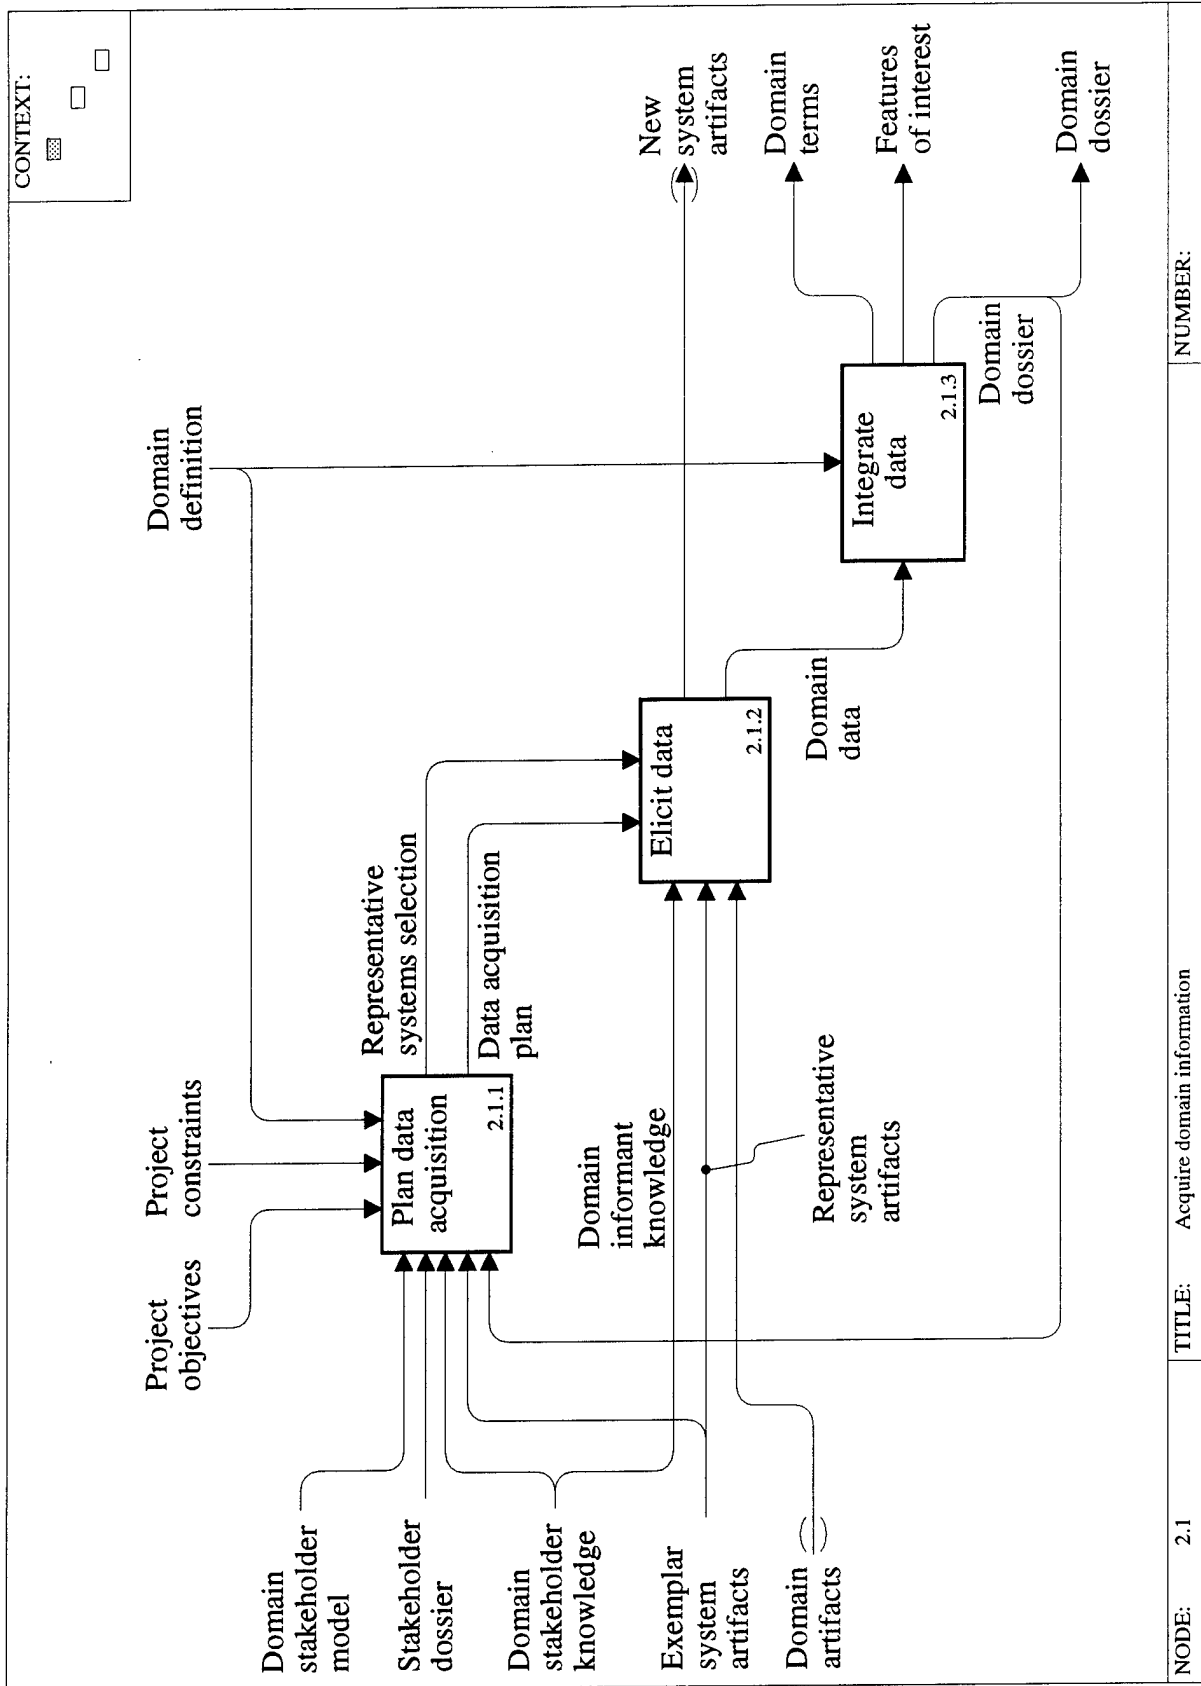 CONTEXT:
Project
objectives
Project
constraints
Domain
definition
Domain
stakeholder
model
Stakeholder
dossier
Domain
stakeholder
knowledge
Exemplar
system
artifacts
Domain
artifacts
Plan data
acquisition
2.1.1
Representative
systems selection
Data acquisition
plan
Domain
informant
knowledge
Representative
system
artifacts
Elicit data
2.1.2
Domain
data
Integrate
data
2.1.3
Domain
dossier
New
system
artifacts
Domain
terms
Features
of interest
Domain
dossier
NODE: 2.1
TITLE: Acquire domain information
NUMBER: